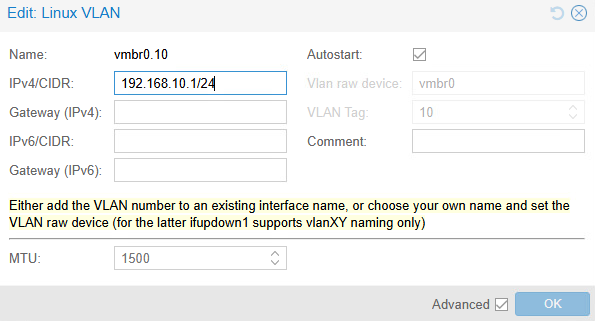 Edit: Linux VLAN
Name: vmbr0.10 Autostart:
IPv4/CIDR: 192.168.10.1/24 Vlan raw device: vmbr0
Gateway (IPv4): VLAN Tag: 10
IPv6/CIDR: Comment:
Gateway (IPv6):
Either add the VLAN number to an existing interface name, or choose your own name and set the
VLAN raw device (for the latter ifupdown1 supports vlanXY naming only)
MTU: 1500
Advanced OK